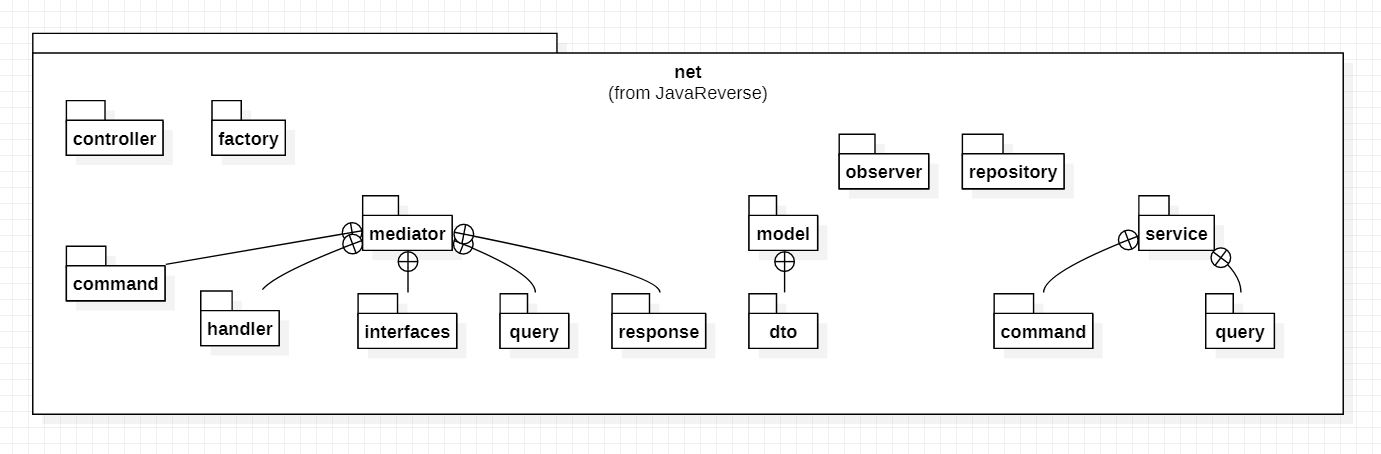 net
(from JavaReverse)
controller
factory
observer
repository
mediator
model
service
command
handler
interfaces
query
response
dto
command
query